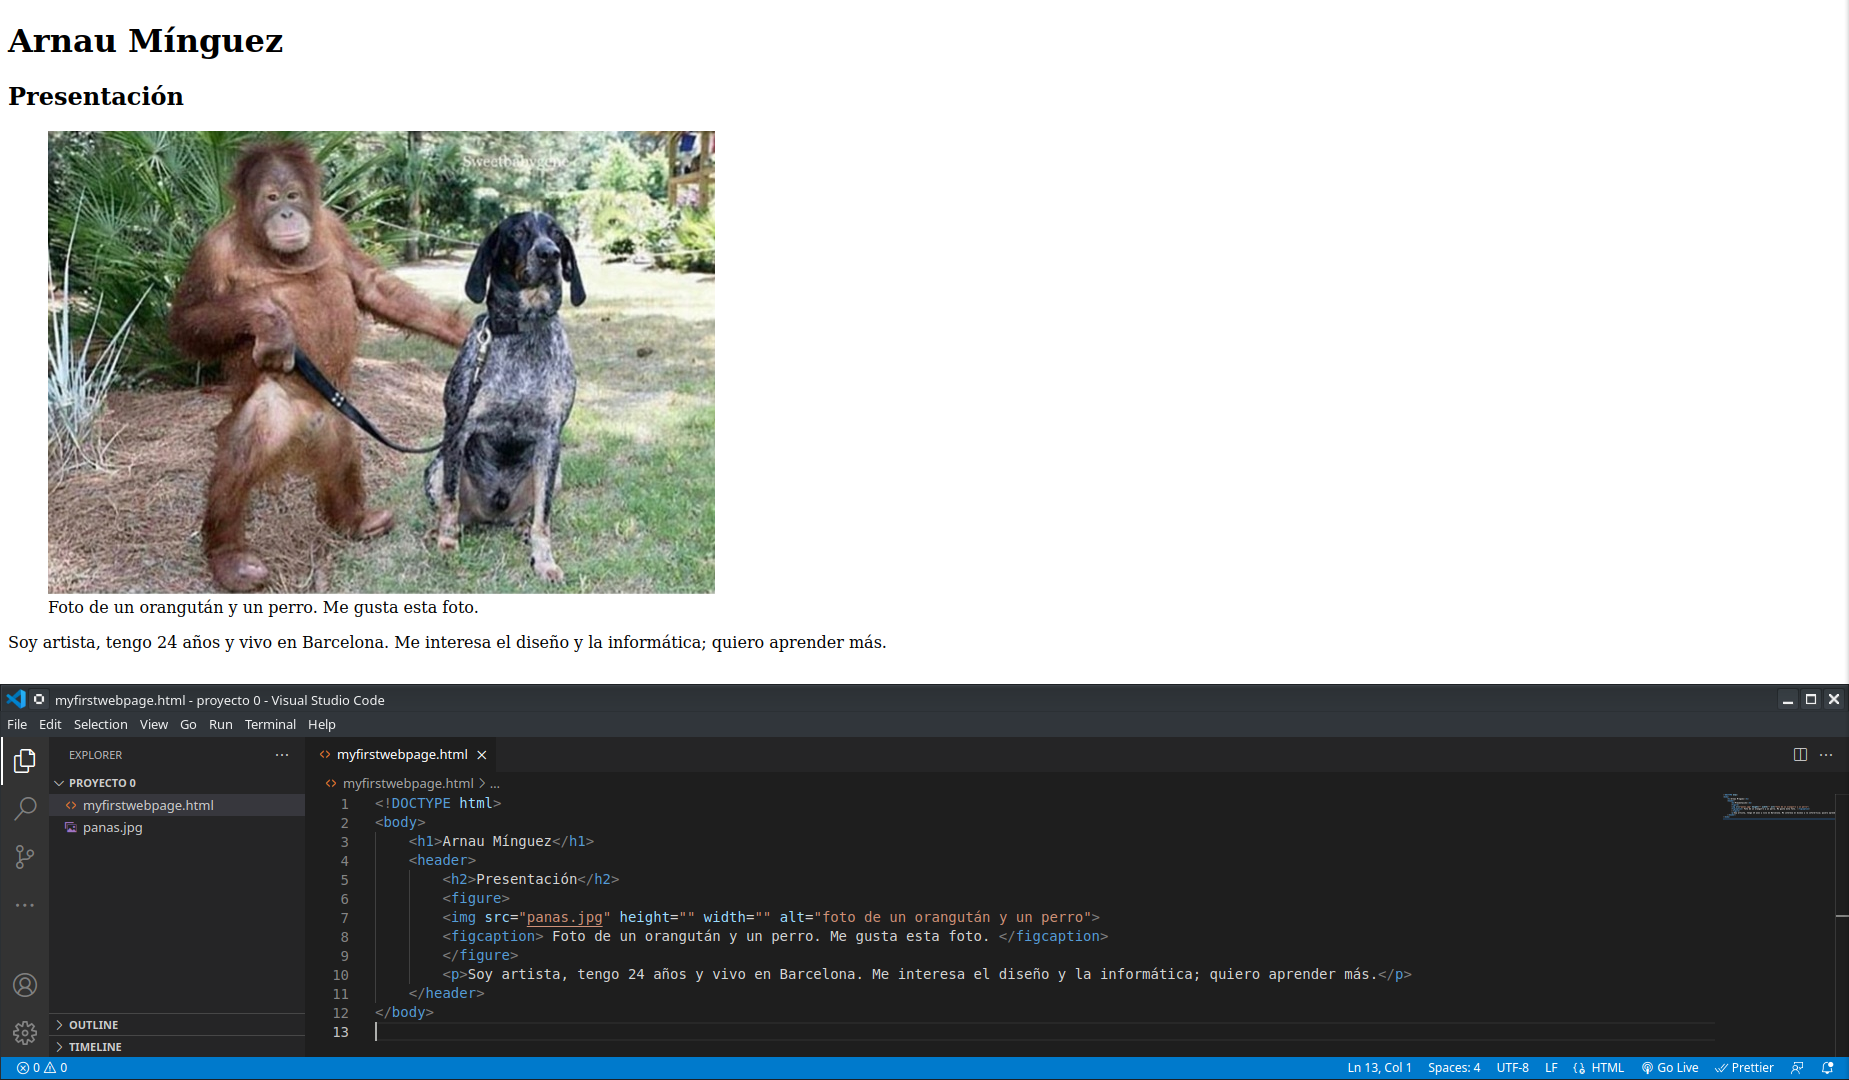 Arnau Mínguez
Presentación
Sweetbabygene
Foto de un orangután y un perro. Me gusta esta foto.
Soy artista, tengo 24 años y vivo en Barcelona. Me interesa el diseño y la informática; quiero aprender más.
myfirstwebpage.html - proyecto 0 - Visual Studio Code
File Edit Selection View Go Run Terminal Help
EXPLORER
PROYECTO 0
myfirstwebpage.html
panas.jpg
OUTLINE
TIMELINE
myfirstwebpage.html
myfirstwebpage.html > ...
1 <!DOCTYPE html>
2 <body>
3 <h1>Arnau Mínguez</h1>
4 <header>
5 <h2>Presentación</h2>
6 <figure>
7 <img src="panas.jpg" height="" width="" alt="foto de un orangután y un perro">
8 <figcaption> Foto de un orangután y un perro. Me gusta esta foto. </figcaption>
9 </figure>
10 <p>Soy artista, tengo 24 años y vivo en Barcelona. Me interesa el diseño y la informática; quiero aprender más.</p>
11 </header>
12 </body>
13
0 0 Ln 13, Col 1 Spaces: 4 UTF-8 LF HTML Go Live Prettier